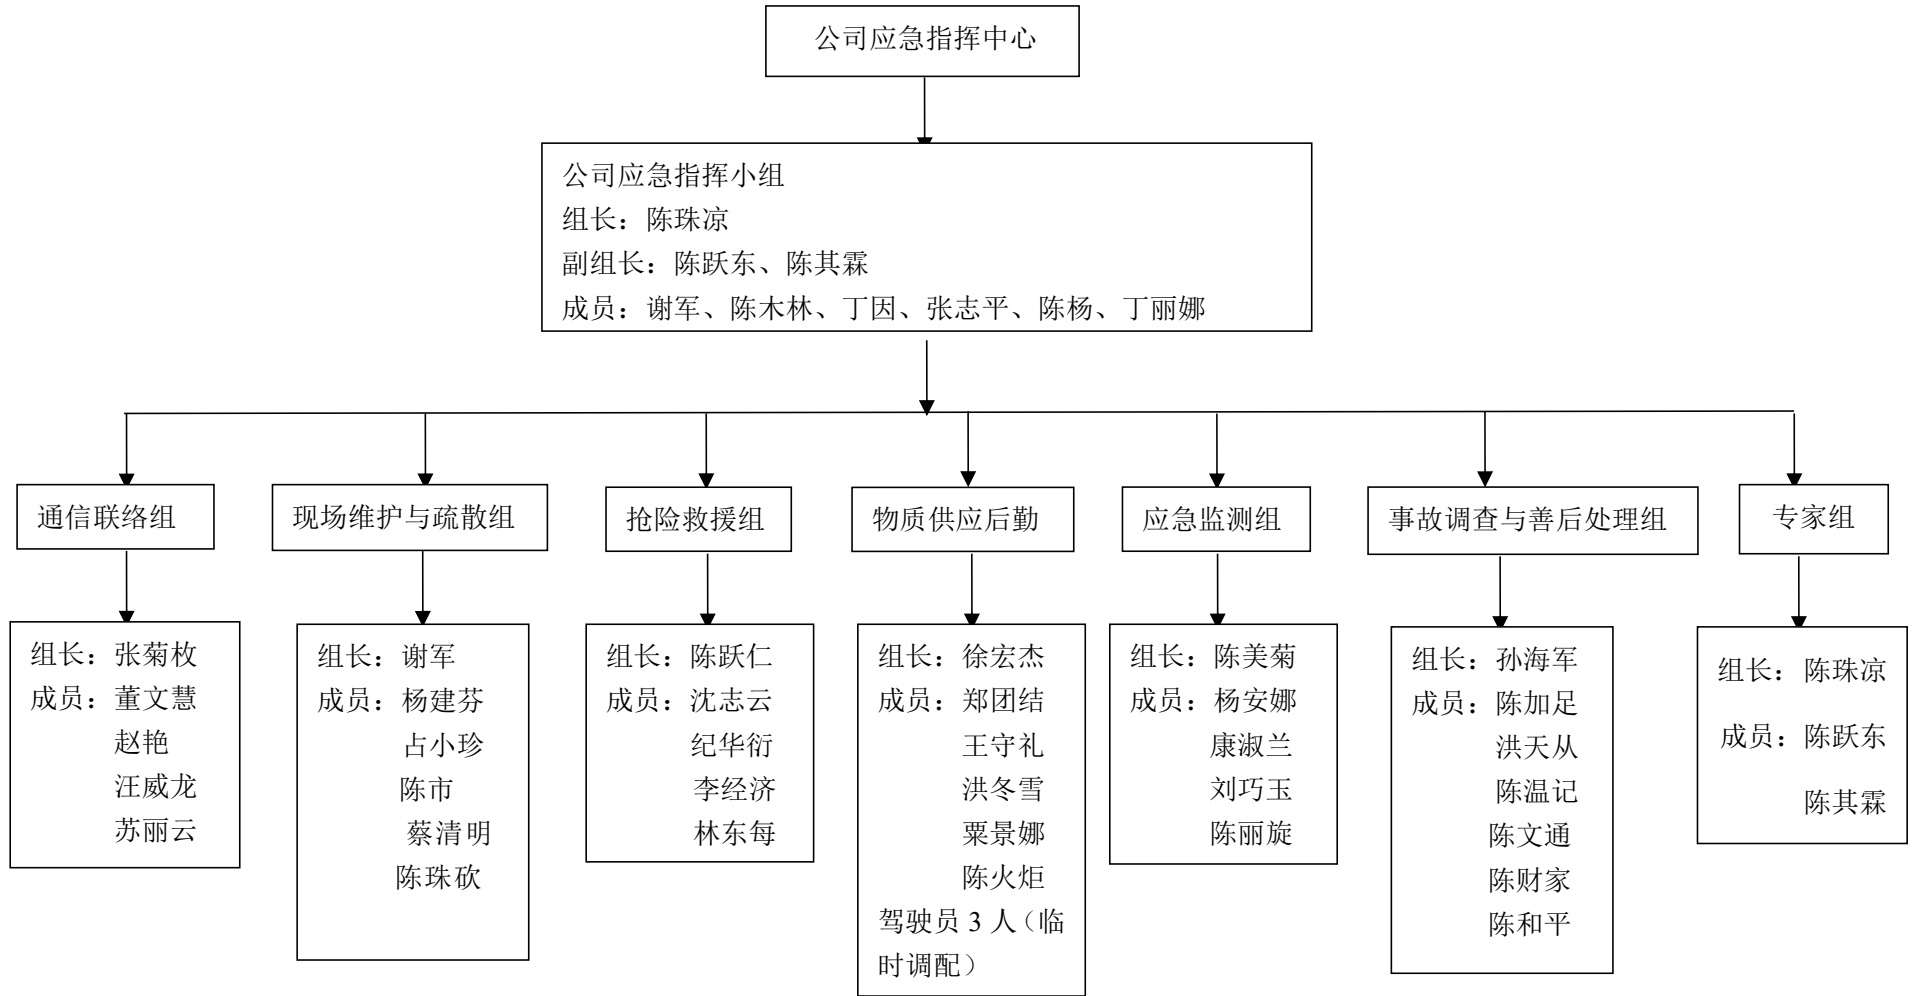 公司应急指挥中心
公司应急指挥小组
组长：陈珠凉
副组长：陈跃东、陈其霖
成员：谢军、陈木林、丁因、张志平、陈杨、丁丽娜
通信联络组
现场维护与疏散组
抢险救援组
物质供应后勤
应急监测组
事故调查与善后处理组
专家组
组长：张菊枚
成员：董文慧
赵艳
汪威龙
苏丽云
组长：谢军
成员：杨建芬
占小珍
陈市
蔡清明
陈珠砍
组长：陈跃仁
成员：沈志云
纪华衍
李经济
林东每
组长：徐宏杰
成员：郑团结
王守礼
洪冬雪
粟景娜
陈火炬
驾驶员 3 人（临
时调配）
组长：陈美菊
成员：杨安娜
康淑兰
刘巧玉
陈丽旋
组长：孙海军
成员：陈加足
洪天从
陈温记
陈文通
陈财家
陈和平
组长：陈珠凉
成员：陈跃东
陈其霖